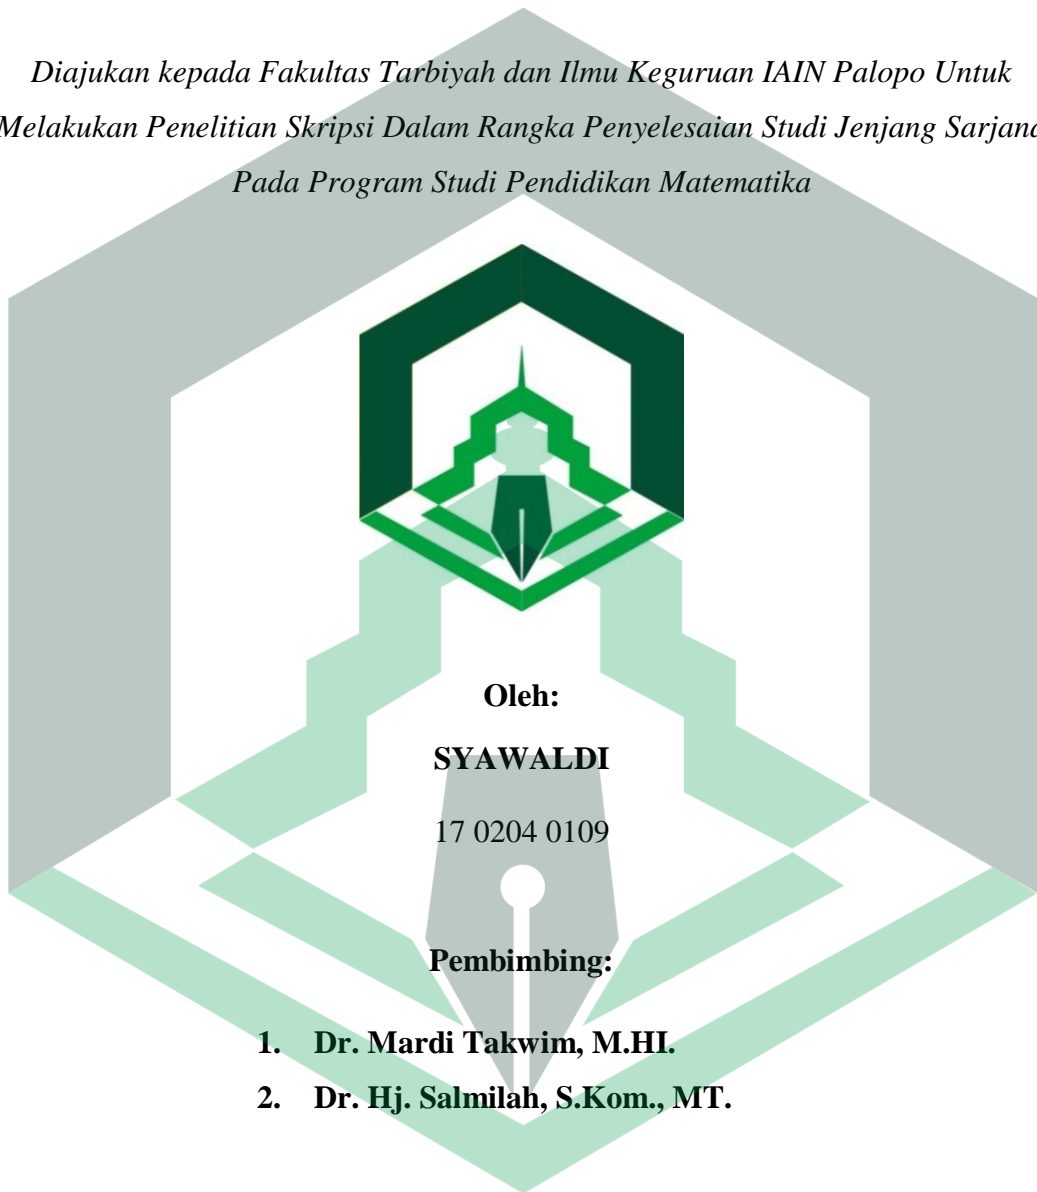 Diajukan kepada Fakultas Tarbiyah dan Ilmu Keguruan IAIN Palopo Untuk
Melakukan Penelitian Skripsi Dalam Rangka Penyelesaian Studi Jenjang Sarjana
Pada Program Studi Pendidikan Matematika
Oleh:
SYAWALDI
17 0204 0109
Pembimbing:
1. Dr. Mardi Takwim, M.HI.
2. Dr. Hj. Salmilah, S.Kom., MT.